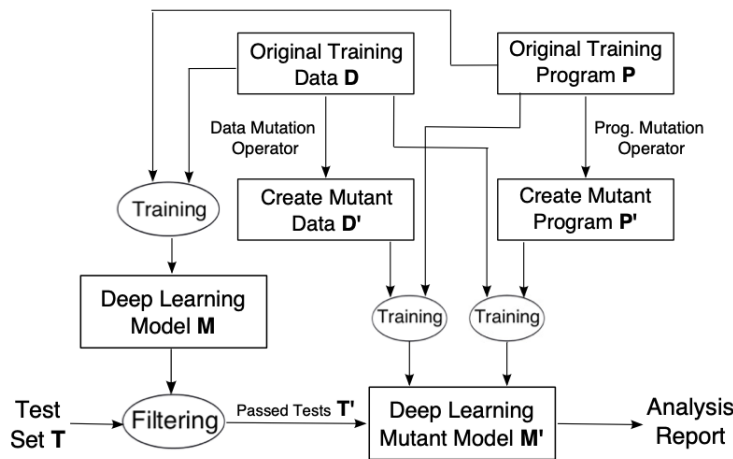 Original Training
Data D
Original Training
Program P
Data Mutation
Operator
Prog. Mutation
Operator
Training
Create Mutant
Data D'
Create Mutant
Program P'
Deep Learning
Model M
Training
Training
Test
Set T
Filtering
Passed Tests T'
Deep Learning
Mutant Model M'
Analysis
Report